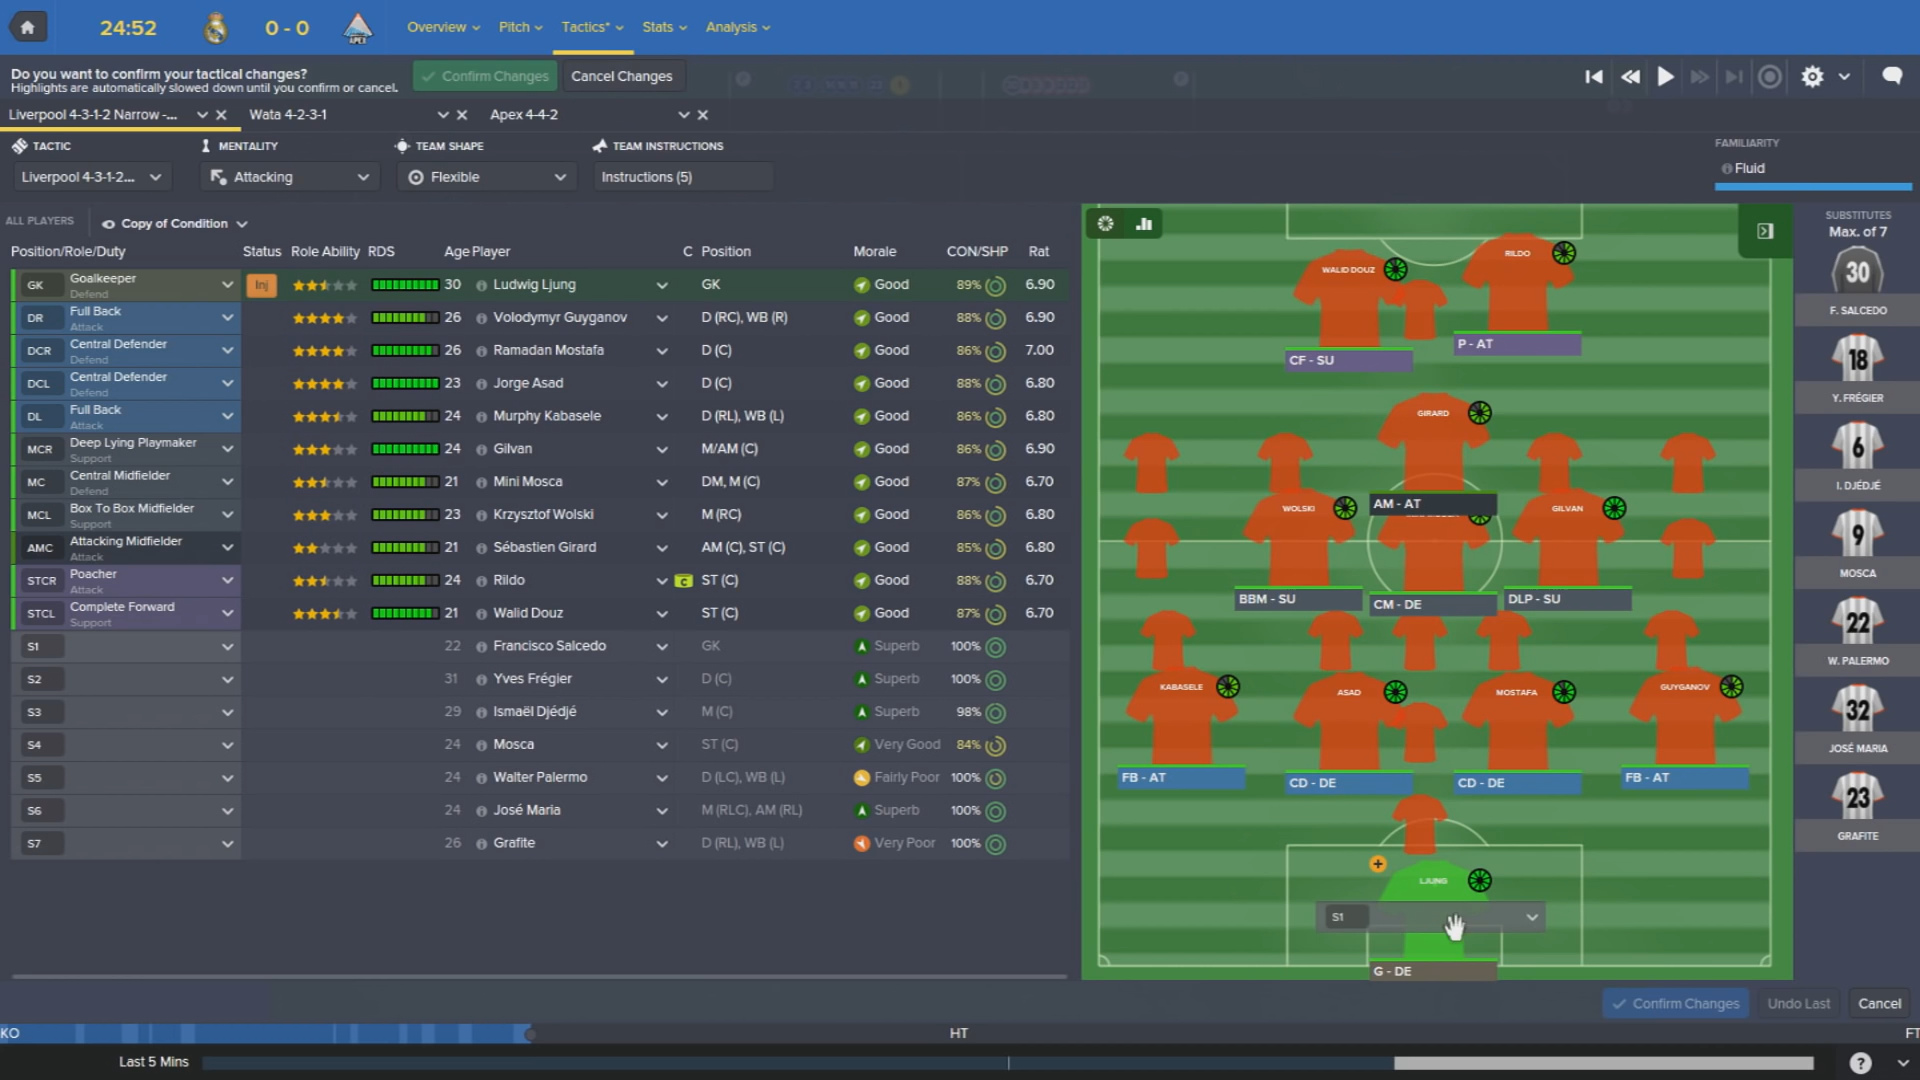 24:52
0 - 0
APEX
Overview
Pitch
Tactics*
Stats
Analysis
Do you want to confirm your tactical changes?
Highlights are automatically slowed down until you confirm or cancel.
Confirm Changes
Cancel Changes
Liverpool 4-3-1-2 Narrow -...
Wata 4-2-3-1
Apex 4-4-2
TACTIC
MENTALITY
TEAM SHAPE
TEAM INSTRUCTIONS
Liverpool 4-3-1-2...
Attacking
Flexible
Instructions (5)
FAMILIARITY
Fluid
ALL PLAYERS
Copy of Condition
Position/Role/Duty Status Role Ability RDS Age Player C Position Morale CON/SHP Rat
GK Goalkeeper Defend Inj 30 Ludwig Ljung GK Good 89% 6.90
DR Full Back Attack 26 Volodymyr Guyganov D (RC), WB (R) Good 88% 6.90
DCR Central Defender Defend 26 Ramadan Mostafa D (C) Good 86% 7.00
DCL Central Defender Defend 23 Jorge Asad D (C) Good 88% 6.80
DL Full Back Attack 24 Murphy Kabasele D (RL), WB (L) Good 86% 6.80
MCR Deep Lying Playmaker Support 24 Gilvan M/AM (C) Good 86% 6.90
MC Central Midfielder Defend 21 Mini Mosca DM, M (C) Good 87% 6.70
MCL Box To Box Midfielder Support 23 Krzysztof Wolski M (RC) Good 86% 6.80
AMC Attacking Midfielder Attack 21 Sébastien Girard AM (C), ST (C) Good 85% 6.80
STCR Poacher Attack 24 Rildo C ST (C) Good 88% 6.70
STCL Complete Forward Support 21 Walid Douz ST (C) Good 87% 6.70
S1 22 Francisco Salcedo GK Superb 100%
S2 31 Yves Frégier D (C) Superb 100%
S3 29 Ismaël Djédjé M (C) Superb 98%
S4 24 Mosca ST (C) Very Good 84%
S5 24 Walter Palermo D (LC), WB (L) Fairly Poor 100%
S6 24 José Maria M (RLC), AM (RL) Superb 100%
S7 26 Grafite D (RL), WB (L) Very Poor 100%
WALID DOUZ
RILDO
CF - SU
P - AT
GIRARD
AM - AT
WOLSKI
GILVAN
BBM - SU
CM - DE
DLP - SU
KABASELE
ASAD
MOSTAFA
GUYGANOV
FB - AT
CD - DE
CD - DE
FB - AT
LJUNG
S1
G - DE
SUBSTITUTES
Max. of 7
30
F. SALCEDO
18
Y. FRÉGIER
6
I. DJÉDJÉ
9
MOSCA
22
W. PALERMO
32
JOSÉ MARIA
23
GRAFITE
Confirm Changes
Undo Last
Cancel
KO
HT
FT
Last 5 Mins
?